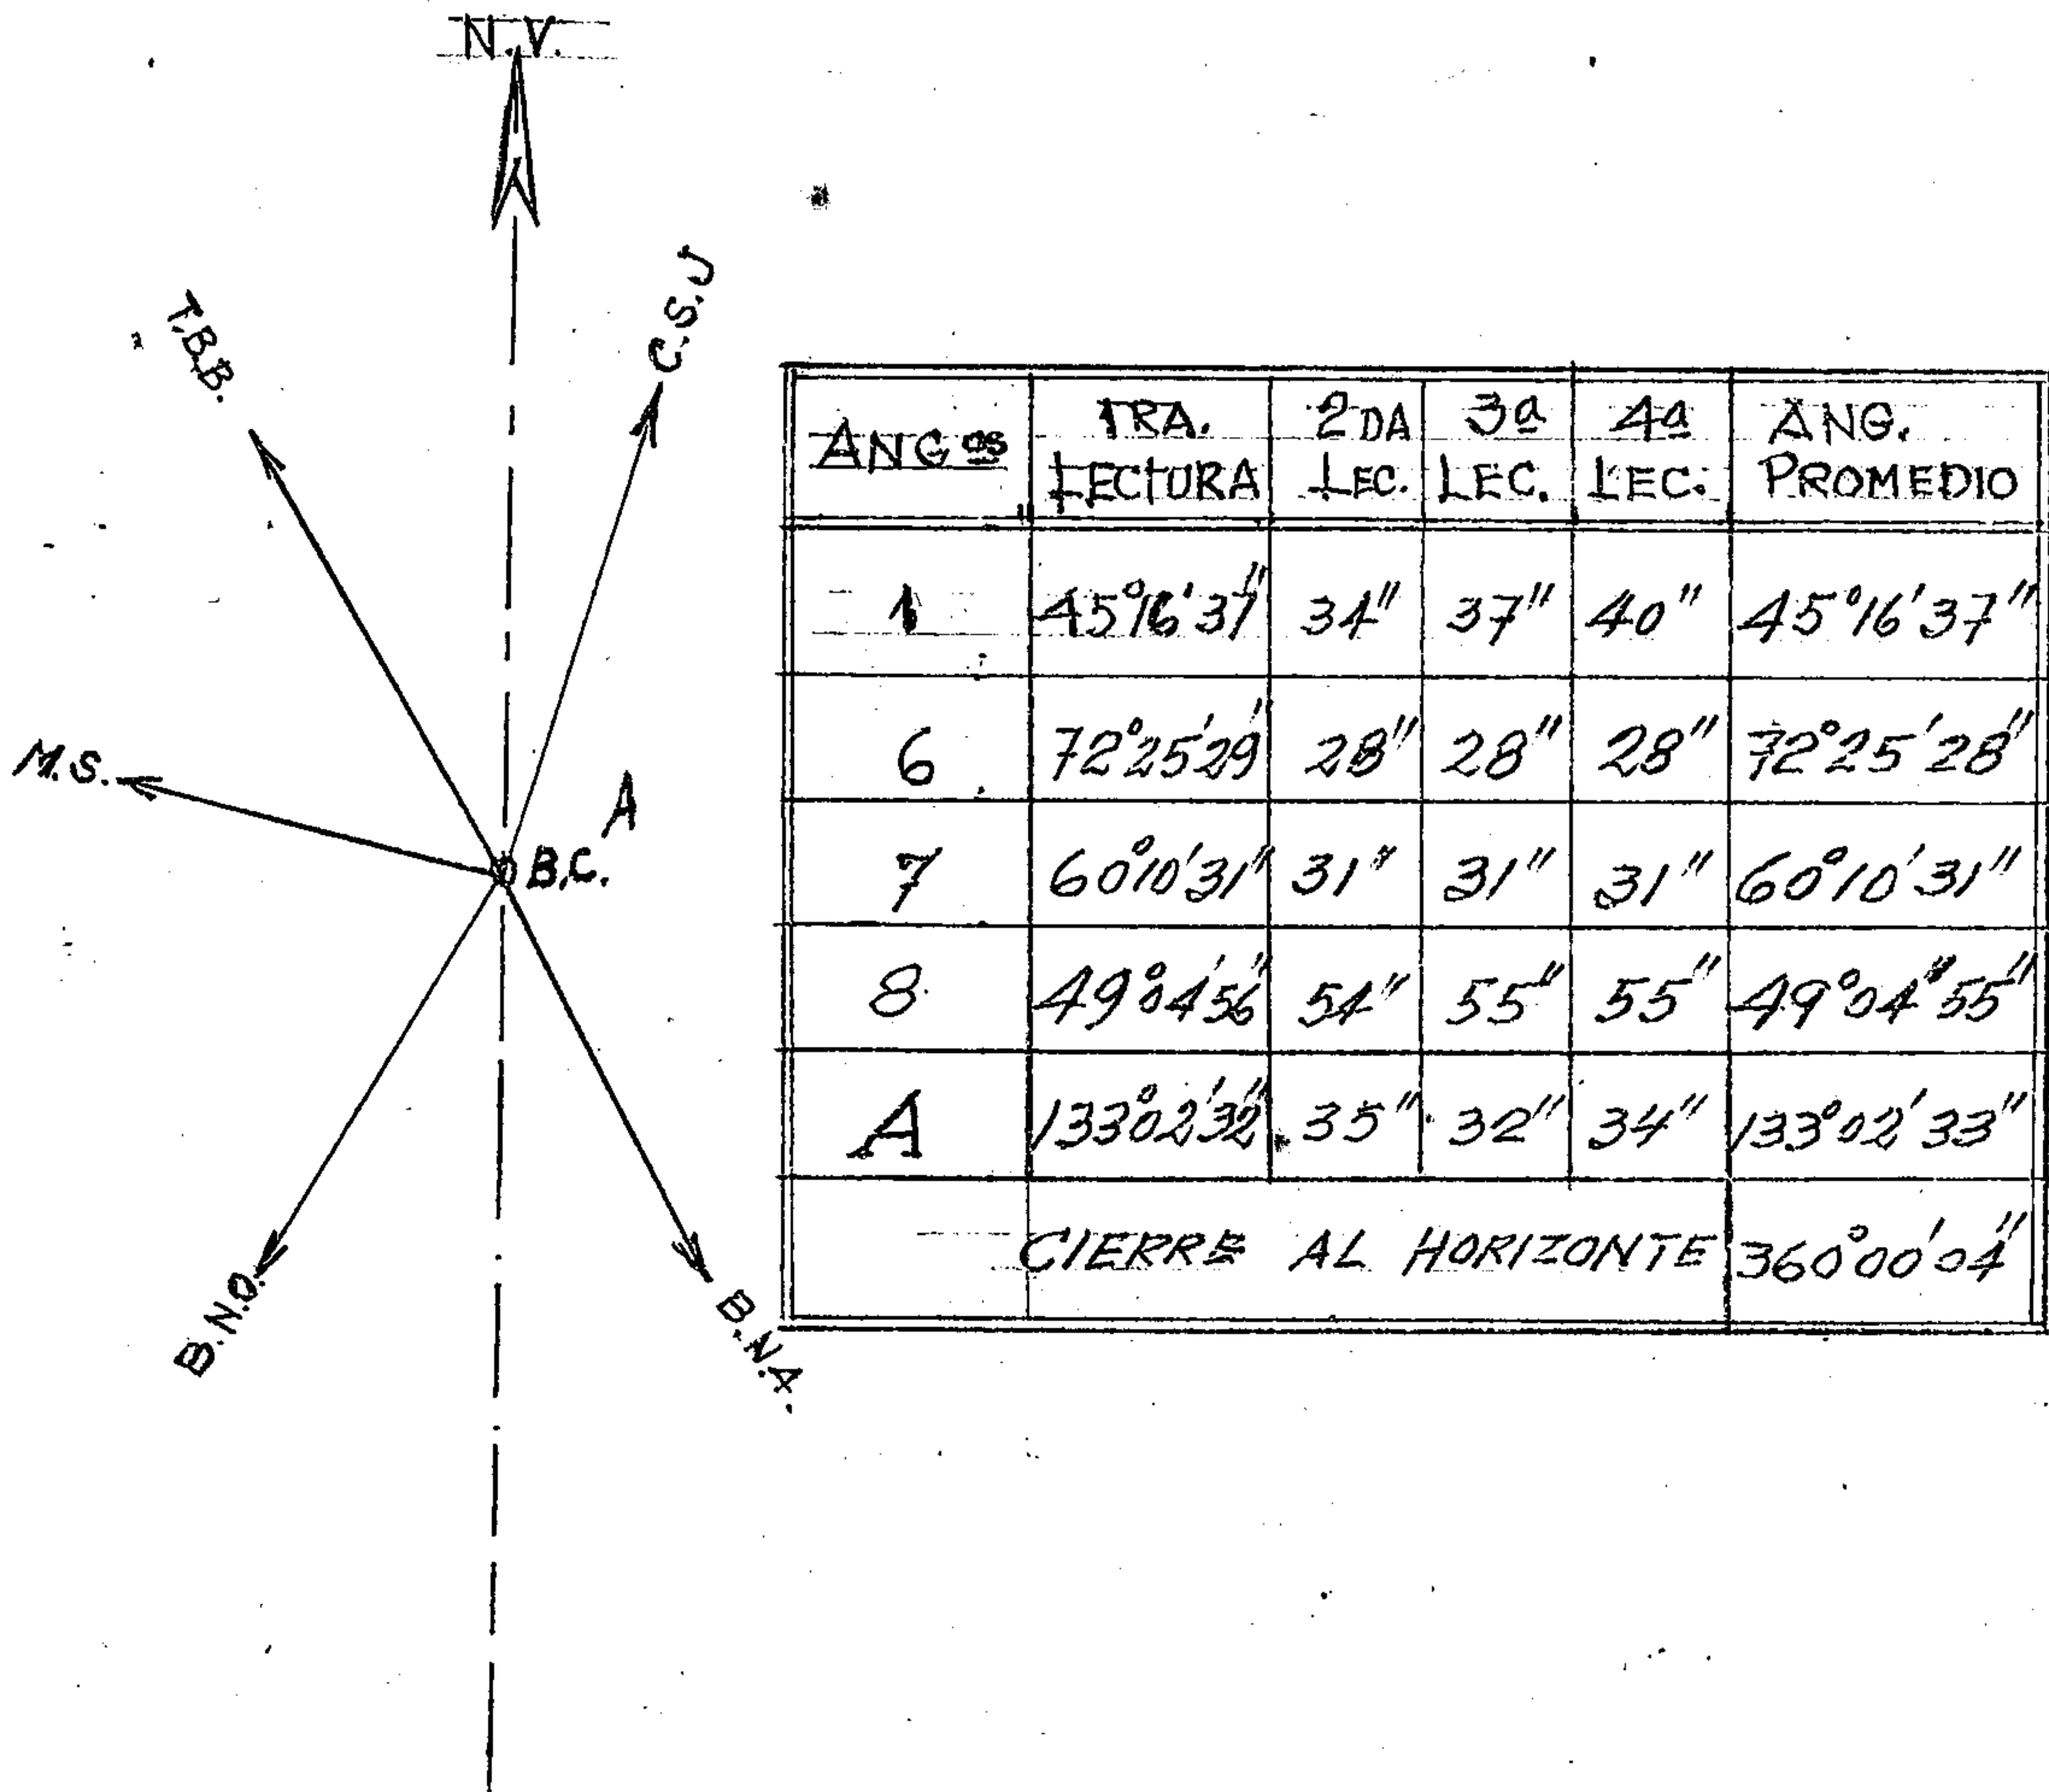 N.V.
T.B.B.
C.S.J
M.S.
A
B.C.
B.N.O.
B.N.A.
ANGos 1RA. LECTURA 2DA LEC. 3a LEC. 4a LEC. ANG. PROMEDIO
1 45°16'37" 34" 37" 40" 45°16'37"
6 72°25'29" 28" 28" 28" 72°25'28"
7 60°10'31" 31" 31" 31" 60°10'31"
8 49°04'56" 54" 55" 55" 49°04"55"
A 133°02'32" 35" 32" 34" 133°02'33"
CIERRE AL HORIZONTE 360°00'04"